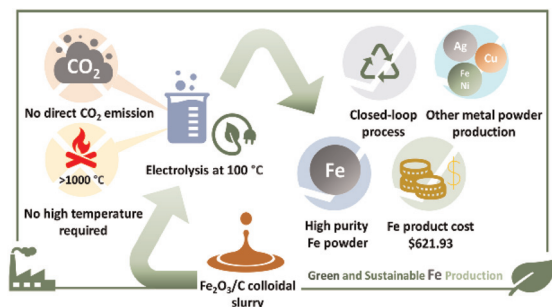 CO₂
No direct CO₂ emission
>1000 °C
No high temperature
required
Electrolysis at 100 °C
Fe₂O₃/C colloidal
slurry
Closed-loop
process
Ag
Cu
Fe
Ni
Other metal powder
production
Fe
High purity
Fe powder
$
Fe product cost
$621.93
Green and Sustainable Fe Production